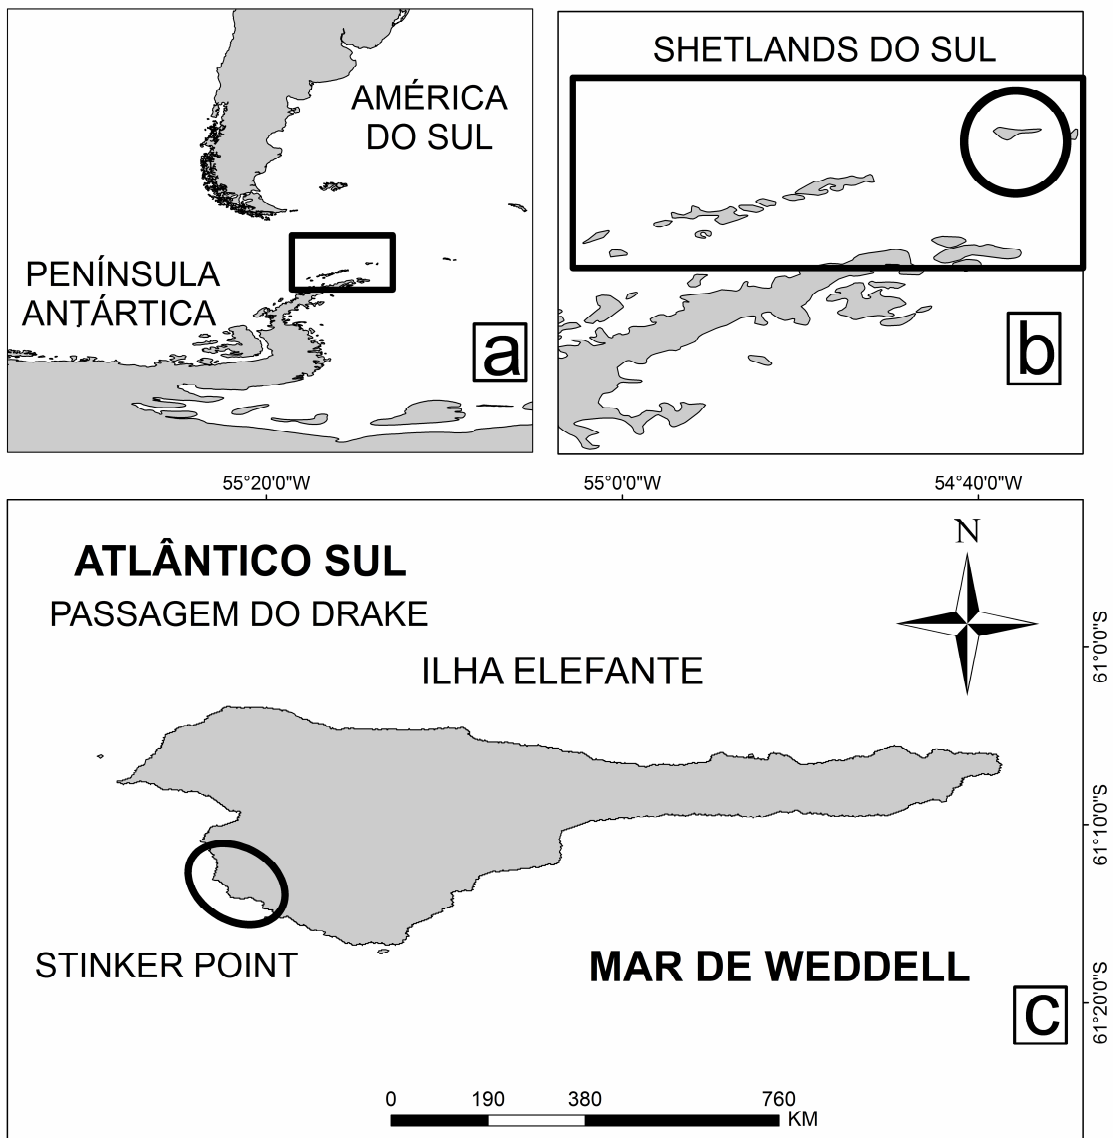 AMÉRICA
DO SUL
PENÍNSULA
ANTÁRTICA
a
SHETLANDS DO SUL
b
55°20'0"W 55°0'0"W 54°40'0"W
ATLÂNTICO SUL
PASSAGEM DO DRAKE
N
ILHA ELEFANTE
61°0'0"S
61°10'0"S
61°20'0"S
STINKER POINT
MAR DE WEDDELL
c
0 190 380 760
KM